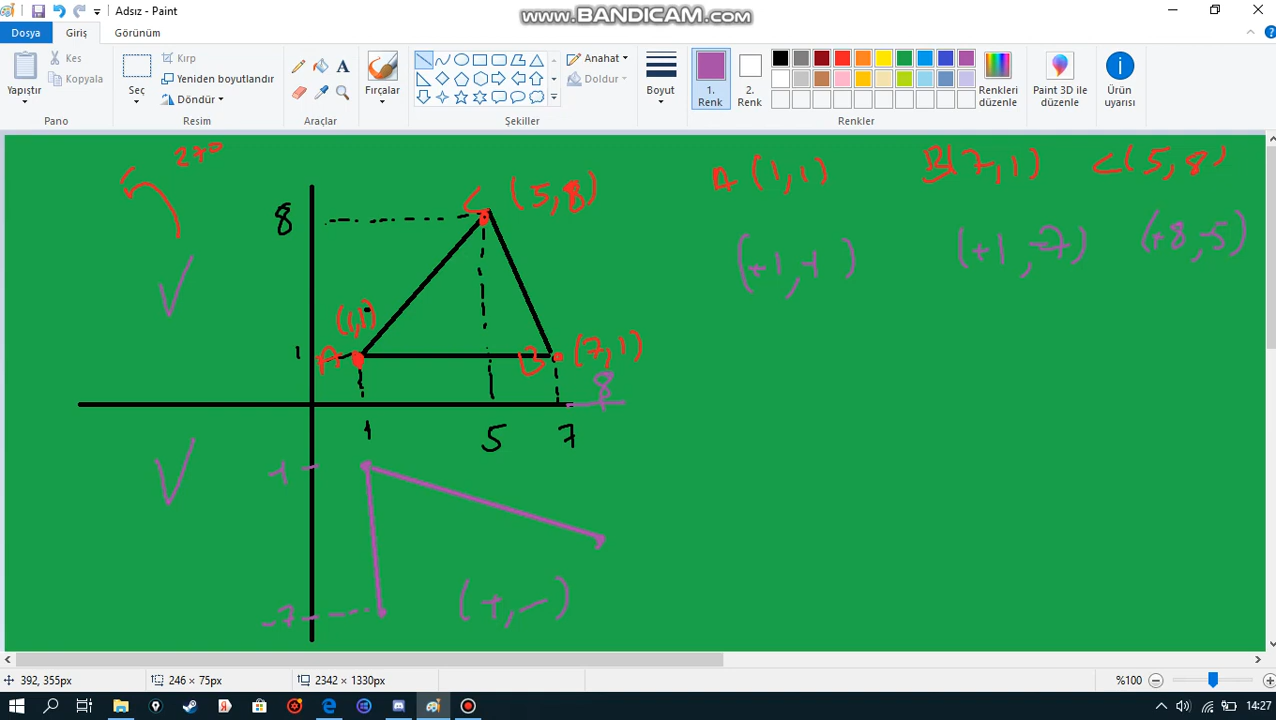 Adsız - Paint
www.BANDICAM.com
Dosya
Giriş
Görünüm
Yapıştır
Kes
Kopyala
Pano
Seç
Kırp
Yeniden boyutlandır
Döndür
Resim
A
Araçlar
Fırçalar
Şekiller
Anahat
Doldur
Boyut
1. Renk
2. Renk
Renkler
Renkleri düzenle
Paint 3D ile düzenle
Ürün uyarısı
270
A (1,1)
B(7,1)
C(5,8)
(+1,-1)
(+1,-7)
(+8,-5)
C (5,8)
8
(1,1)
1
A
B
(7,1)
8
1
5
7
V
V
-1
-7
(+,-)
392, 355px
246 × 75px
2342 × 1330px
%100
14:27